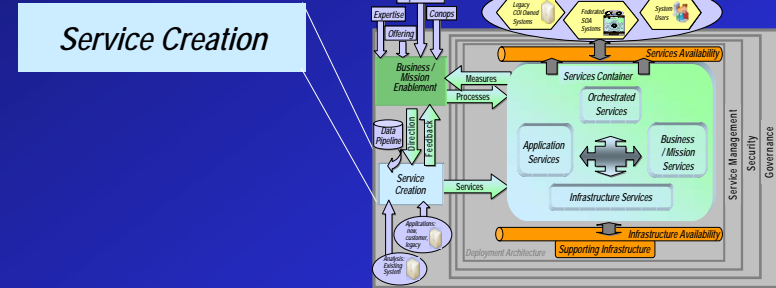 Service Creation
Expertise
Conops
Offering
Legacy
COI Owned
Systems
Federated
SOA
Systems
System
Users
Services Availability
Business /
Mission
Enablement
Measures
Processes
Services Container
Orchestrated
Services
Application
Services
Business
/ Mission
Services
Infrastructure Services
Data
Pipeline
Direction
Feedback
Service
Creation
Services
Applications:
new,
customer,
legacy
Analysis:
Existing
System
Infrastructure Availability
Supporting Infrastructure
Deployment Architecture
Service Management
Security
Governance